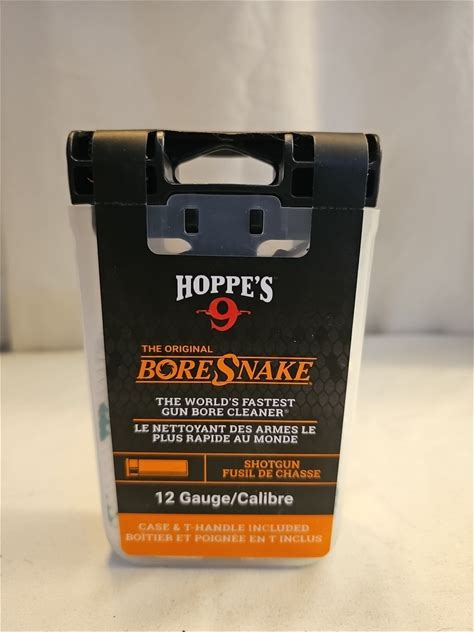 HOPPE'S
9
THE ORIGINAL
BORESNAKE
THE WORLD'S FASTEST
GUN BORE CLEANER®
LE NETTOYANT DES ARMES LE
PLUS RAPIDE AU MONDE
SHOTGUN
FUSIL DE CHASSE
12 Gauge/Calibre
CASE & T-HANDLE INCLUDED
BOÎTIER ET POIGNÉE EN T INCLUS